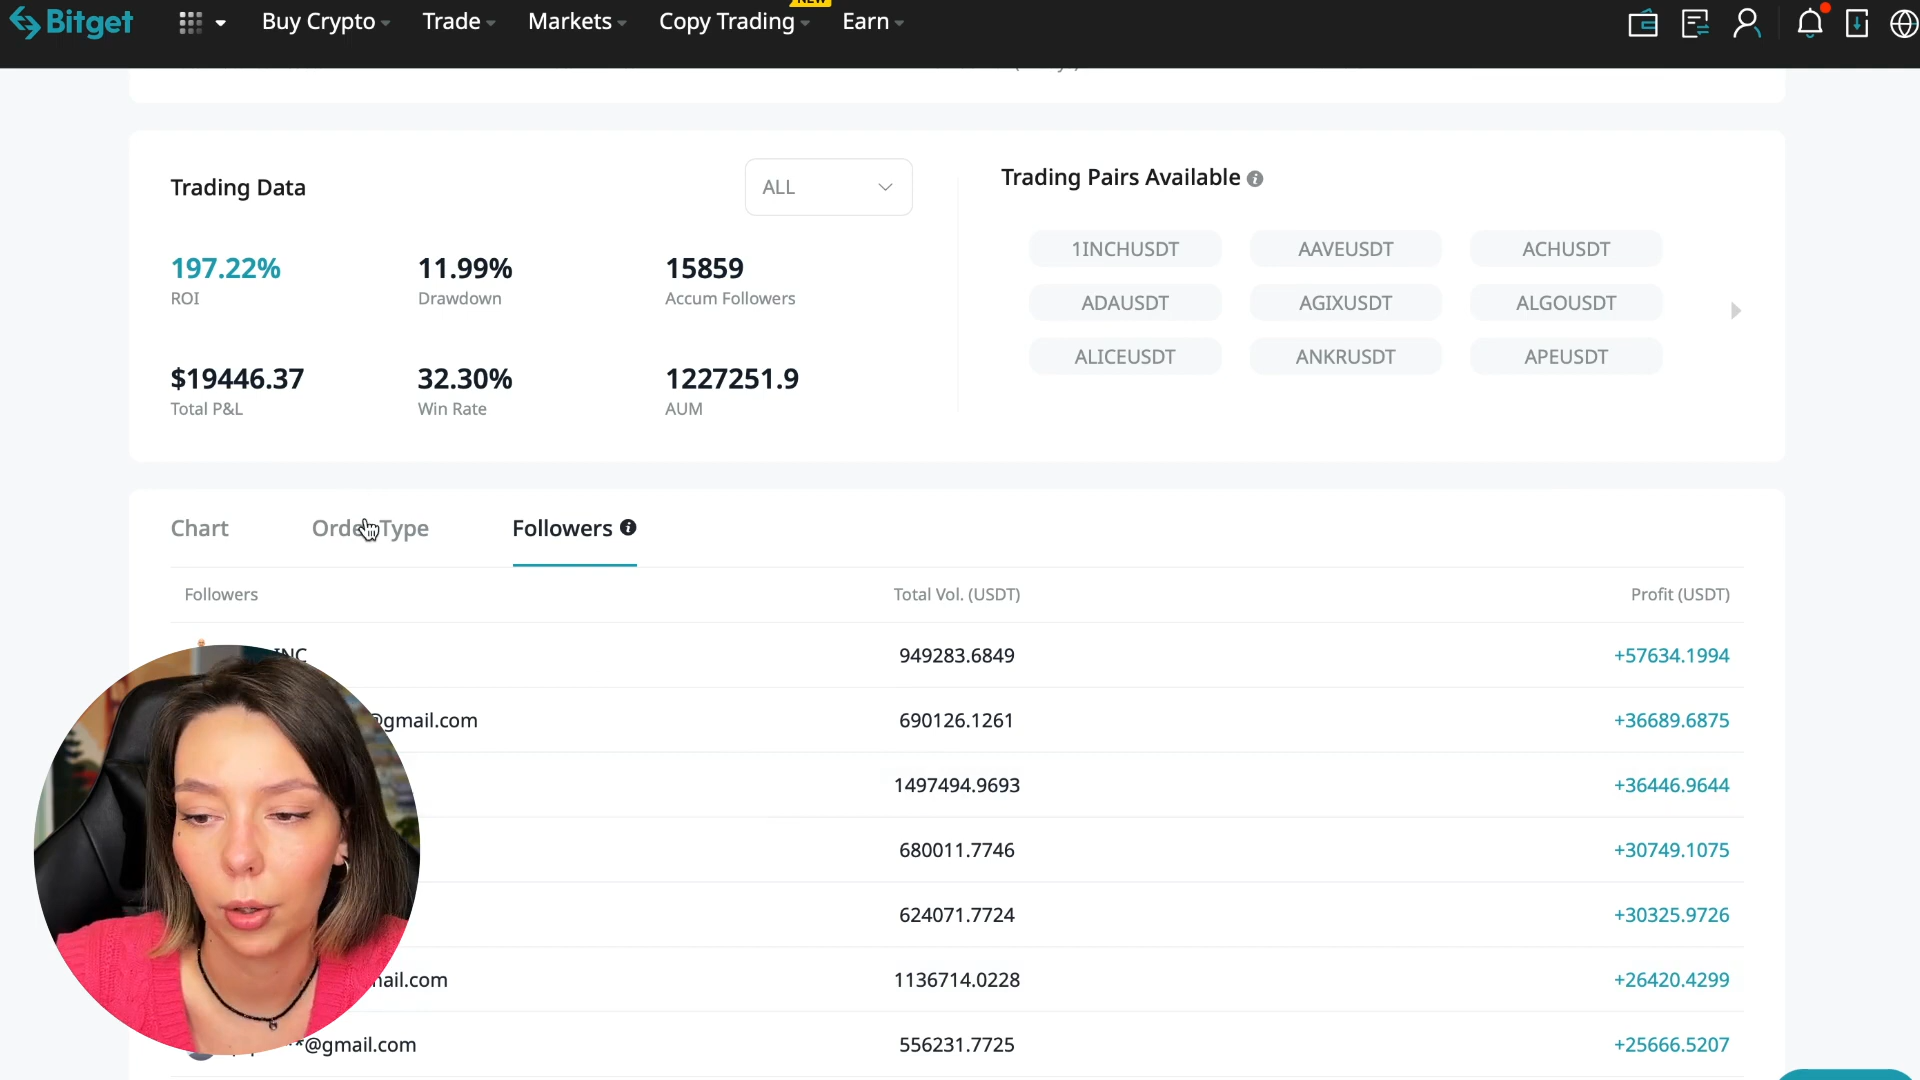 Bitget Buy Crypto Trade Markets Copy Trading NEW Earn
Trading Data
ALL
Trading Pairs Available
197.22%
ROI
11.99%
Drawdown
15859
Accum Followers
$19446.37
Total P&L
32.30%
Win Rate
1227251.9
AUM
1INCHUSDT AAVEUSDT ACHUSDT
ADAUSDT AGIXUSDT ALGOUSDT
ALICEUSDT ANKRUSDT APEUSDT
Chart Order Type Followers
Followers Total Vol. (USDT) Profit (USDT)
INC 949283.6849 +57634.1994
@gmail.com 690126.1261 +36689.6875
1497494.9693 +36446.9644
680011.7746 +30749.1075
624071.7724 +30325.9726
mail.com 1136714.0228 +26420.4299
**@gmail.com 556231.7725 +25666.5207